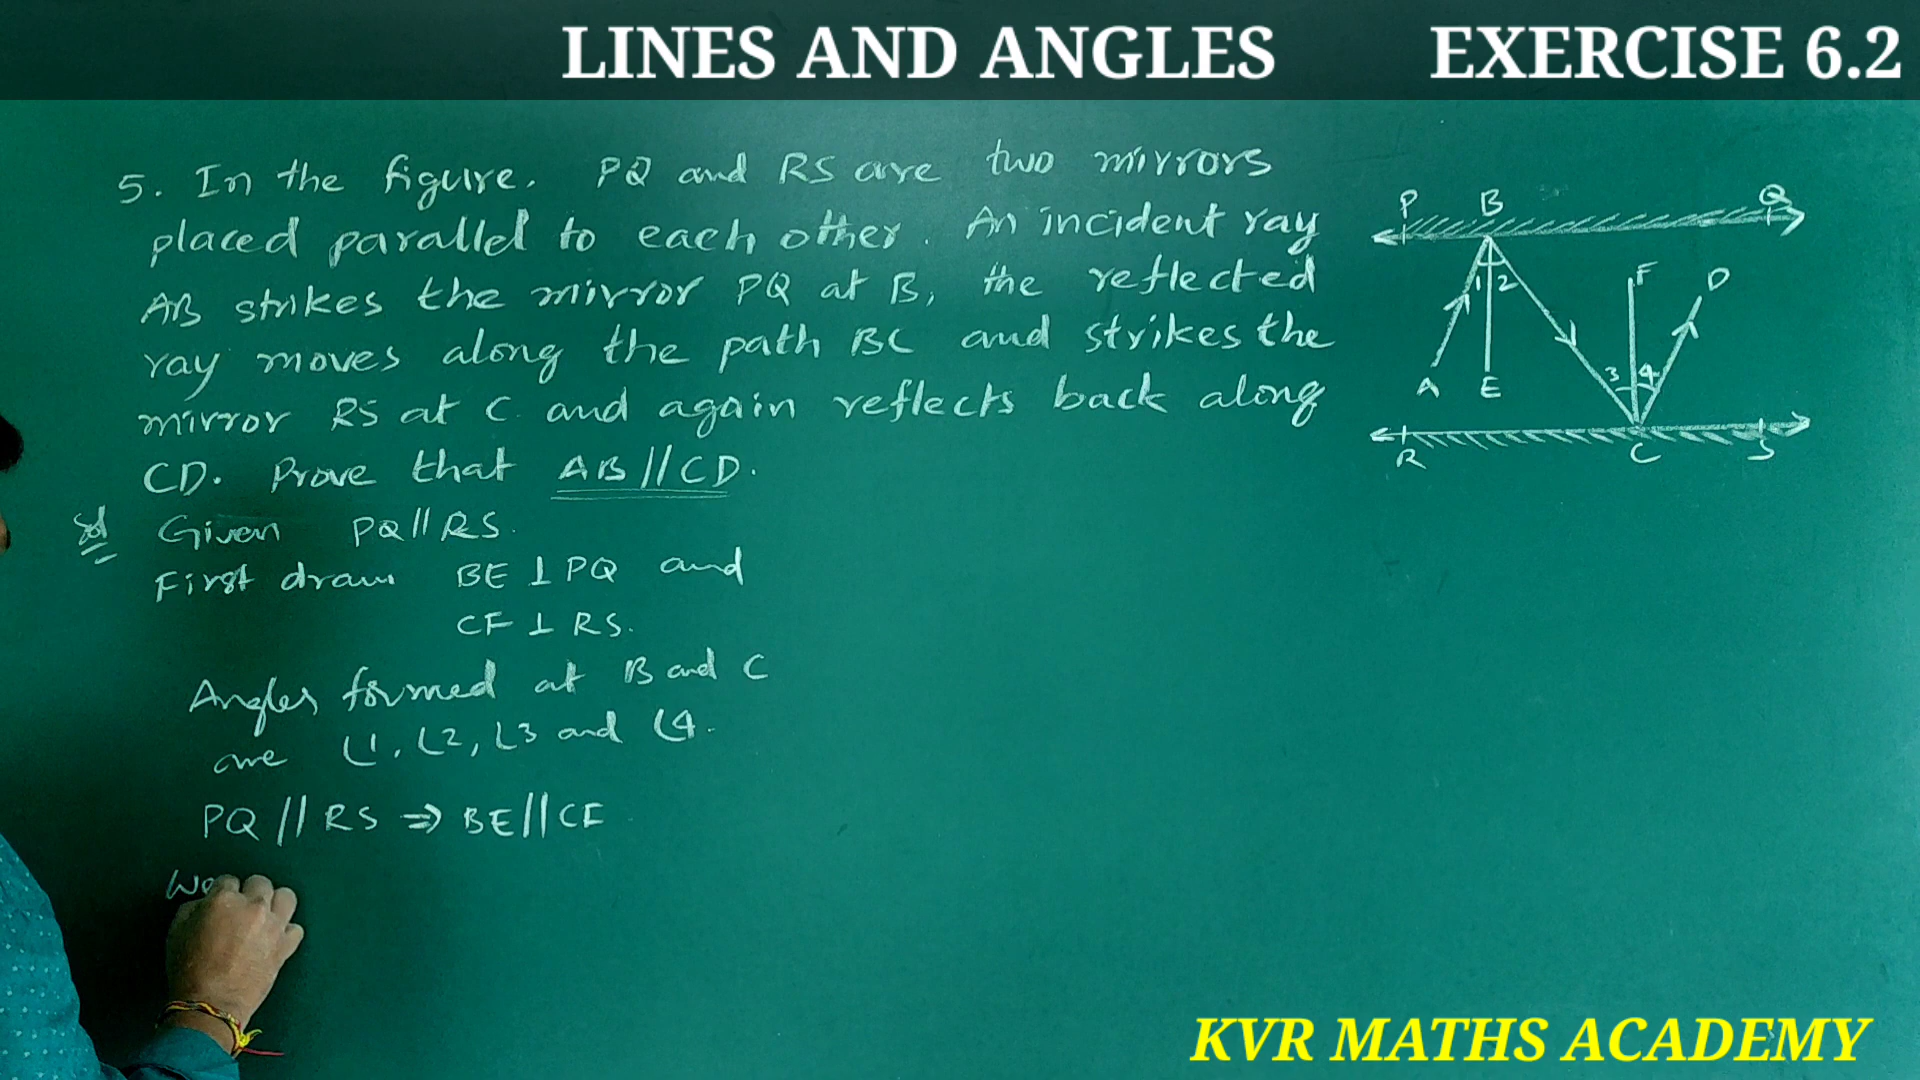 LINES AND ANGLES EXERCISE 6.2
5. In the figure. PQ and RS are two mirrors
placed parallel to each other. An incident ray
AB strikes the mirror PQ at B, the reflected
ray moves along the path BC and strikes the
mirror RS at C. and again reflects back along
CD. Prove that AB//CD.
Sol Given PQ//RS.
First draw BE ⊥ PQ and
CF ⊥ RS.
Angles formed at B and C
are ∠1, ∠2, ∠3 and ∠4.
PQ // RS ⇒ BE//CF
We
P B Q
1 2
F D
3 4
A E
R C S
KVR MATHS ACADEMY